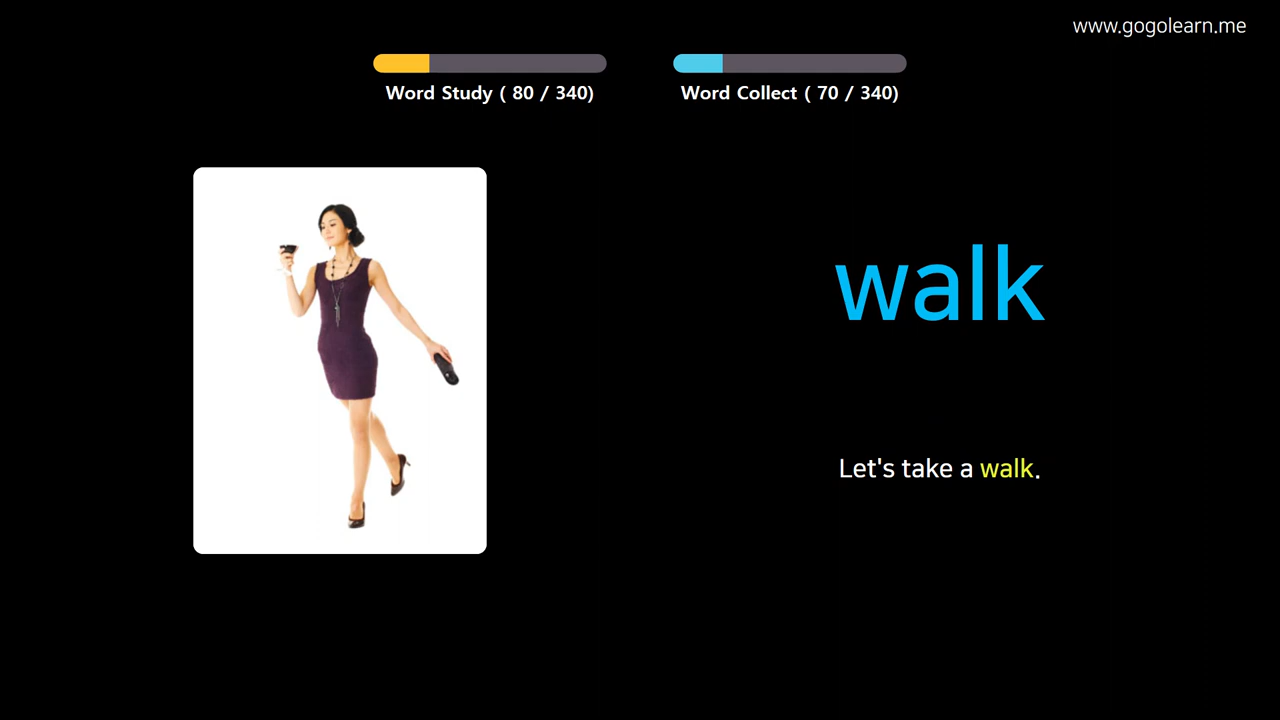 www.gogolearn.me
Word Study ( 80 / 340)
Word Collect ( 70 / 340)
walk
Let's take a walk.